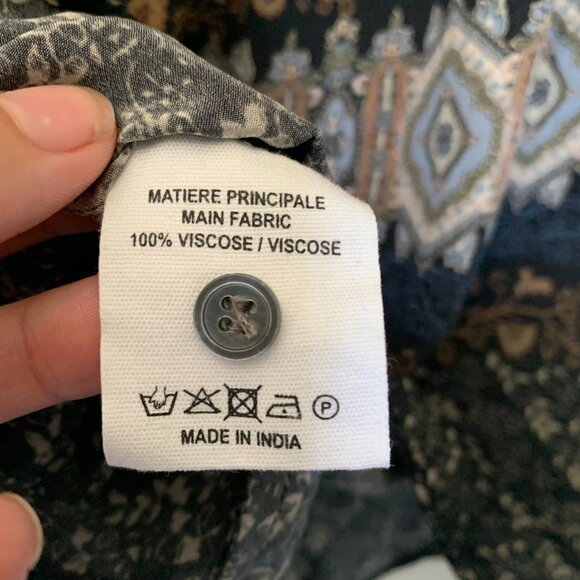 MATIERE PRINCIPALE
MAIN FABRIC
100% VISCOSE / VISCOSE
P
MADE IN INDIA